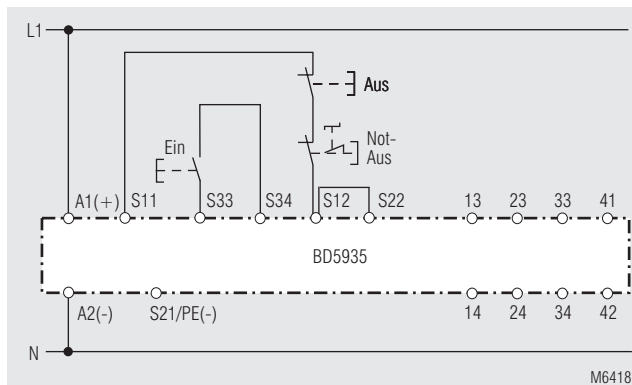 L1
Aus
Not-
Aus
Ein
A1(+) S11 S33 S34 S12 S22 13 23 33 41
BD5935
A2(-) S21/PE(-) 14 24 34 42
N
M6418